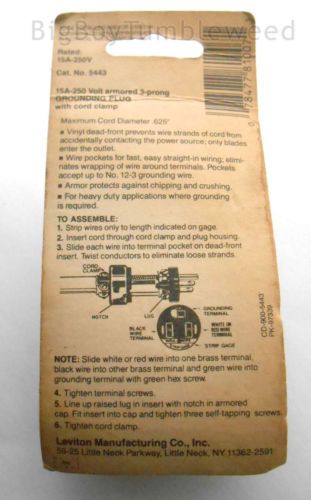 BigBoyTumbleweed
Rated:
15A-250V
Cat. No. 5443
15A-250 Volt armored 3-prong
GROUNDING PLUG
with cord clamp
Maximum Cord Diameter .625"
• Vinyl dead-front prevents wire strands of cord from
accidentally contacting the power source; only blades
enter the outlet.
• Wire pockets for fast, easy straight-in wiring; elimi-
nates wrapping of wire around terminals. Pockets
accept up to No. 12-3 grounding wire.
• Armor protects against chipping and crushing.
• For heavy duty applications where grounding
is required.
TO ASSEMBLE:
1. Strip wires only to length indicated on gage.
2. Insert cord through cord clamp and plug housing.
3. Slide each wire into terminal pocket on dead-front
insert. Twist conductors to eliminate loose strands.
CORD
CLAMP
NOTCH
LUG
BLACK
WIRE
TERMINAL
GROUNDING
TERMINAL
WHITE OR
RED WIRE
TERMINAL
STRIP GAGE
CD-900-5443
PK-97339
NOTE: Slide white or red wire into one brass terminal,
black wire into other brass terminal and green wire into
grounding terminal with green hex screw.
4. Tighten terminal screws.
5. Line up raised lug in insert with notch in armored
cap. Fit insert into cap and tighten three self-tapping screws.
6. Tighten cord clamp.
Leviton Manufacturing Co., Inc.
59-25 Little Neck Parkway, Little Neck, NY 11362-2591